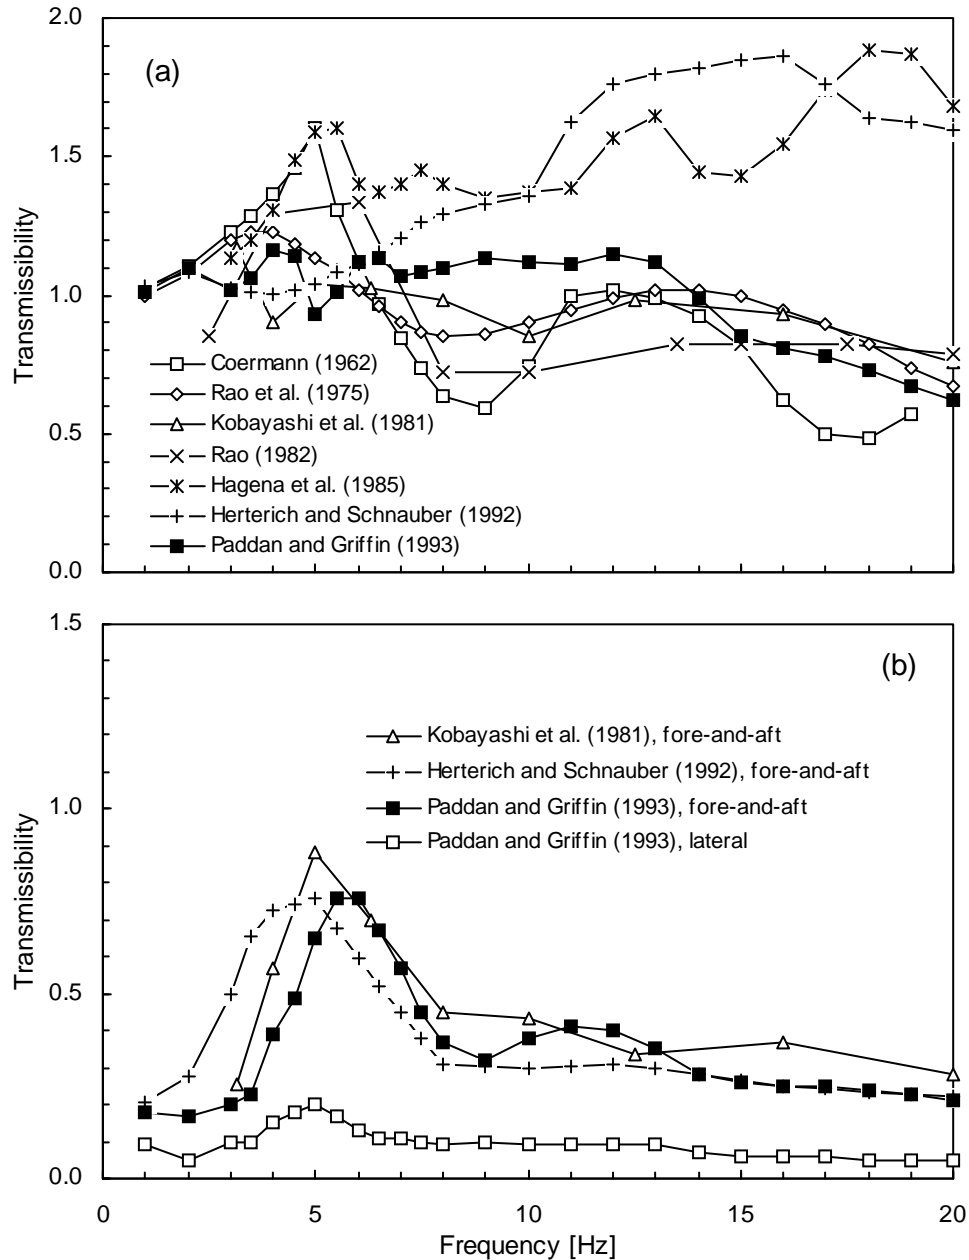 2.0
(a)
1.5
Transmissibility
1.0
Coermann (1962)
Rao et al. (1975)
Kobayashi et al. (1981)
0.5
Rao (1982)
Hagena et al. (1985)
Herterich and Schnauber (1992)
Paddan and Griffin (1993)
0.0
1.5
(b)
Kobayashi et al. (1981), fore-and-aft
Herterich and Schnauber (1992), fore-and-aft
1.0
Paddan and Griffin (1993), fore-and-aft
Paddan and Griffin (1993), lateral
Transmissibility
0.5
0.0
0 5 10 15 20
Frequency [Hz]